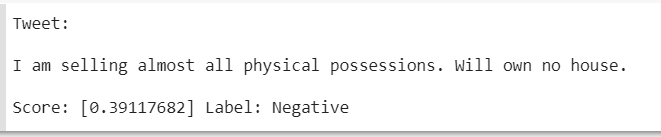 Tweet:
I am selling almost all physical possessions. Will own no house.
Score: [0.39117682] Label: Negative